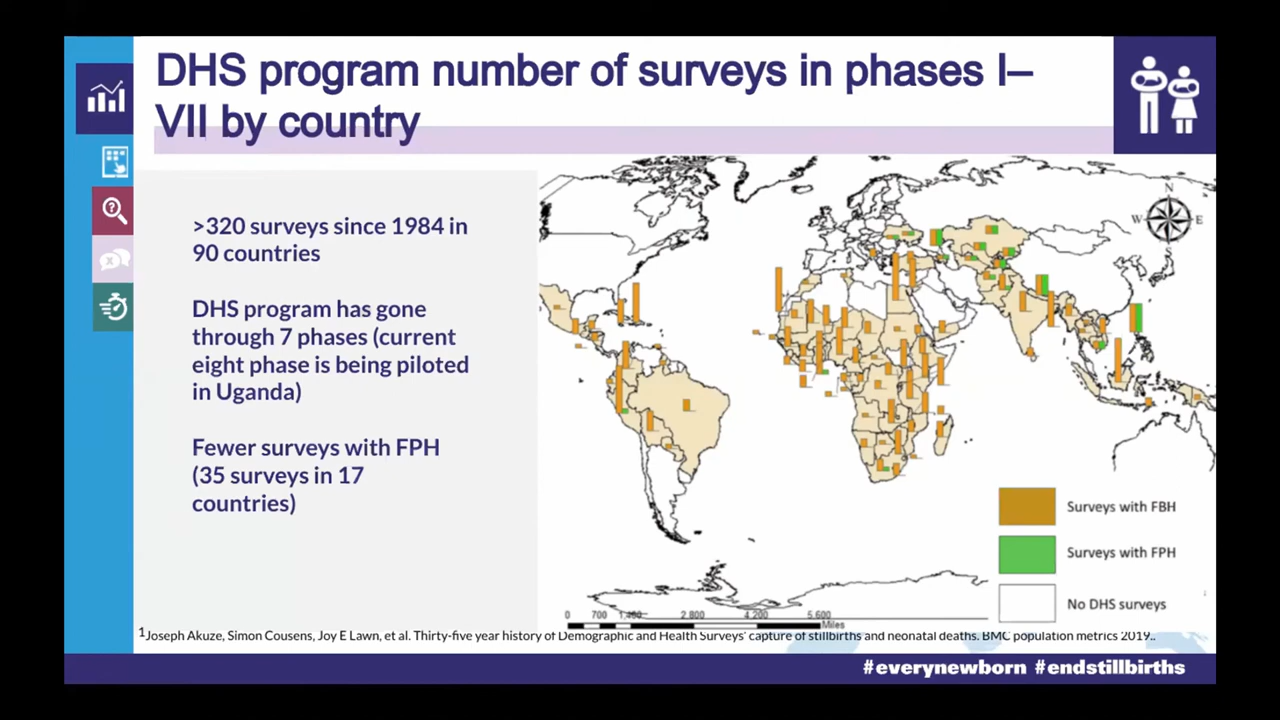 DHS program number of surveys in phases I–
VII by country
>320 surveys since 1984 in
90 countries
DHS program has gone
through 7 phases (current
eight phase is being piloted
in Uganda)
Fewer surveys with FPH
(35 surveys in 17
countries)
N
W
E
S
Surveys with FBH
Surveys with FPH
No DHS surveys
0 700 1,400 2,800 4,200 5,600
Miles
1Joseph Akuze, Simon Cousens, Joy E Lawn, et al. Thirty-five year history of Demographic and Health Surveys' capture of stillbirths and neonatal deaths. BMC population metrics 2019..
#everynewborn #endstillbirths